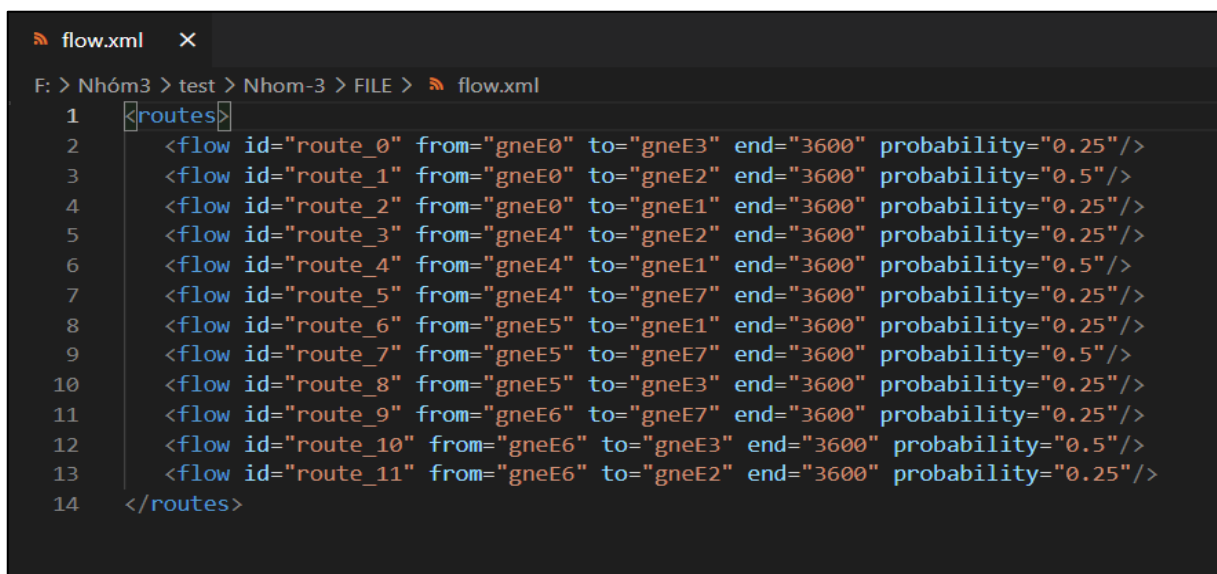 flow.xml ×
F: > Nhóm3 > test > Nhom-3 > FILE > flow.xml
1 <routes>
2 <flow id="route_0" from="gneE0" to="gneE3" end="3600" probability="0.25"/>
3 <flow id="route_1" from="gneE0" to="gneE2" end="3600" probability="0.5"/>
4 <flow id="route_2" from="gneE0" to="gneE1" end="3600" probability="0.25"/>
5 <flow id="route_3" from="gneE4" to="gneE2" end="3600" probability="0.25"/>
6 <flow id="route_4" from="gneE4" to="gneE1" end="3600" probability="0.5"/>
7 <flow id="route_5" from="gneE4" to="gneE7" end="3600" probability="0.25"/>
8 <flow id="route_6" from="gneE5" to="gneE1" end="3600" probability="0.25"/>
9 <flow id="route_7" from="gneE5" to="gneE7" end="3600" probability="0.5"/>
10 <flow id="route_8" from="gneE5" to="gneE3" end="3600" probability="0.25"/>
11 <flow id="route_9" from="gneE6" to="gneE7" end="3600" probability="0.25"/>
12 <flow id="route_10" from="gneE6" to="gneE3" end="3600" probability="0.5"/>
13 <flow id="route_11" from="gneE6" to="gneE2" end="3600" probability="0.25"/>
14 </routes>